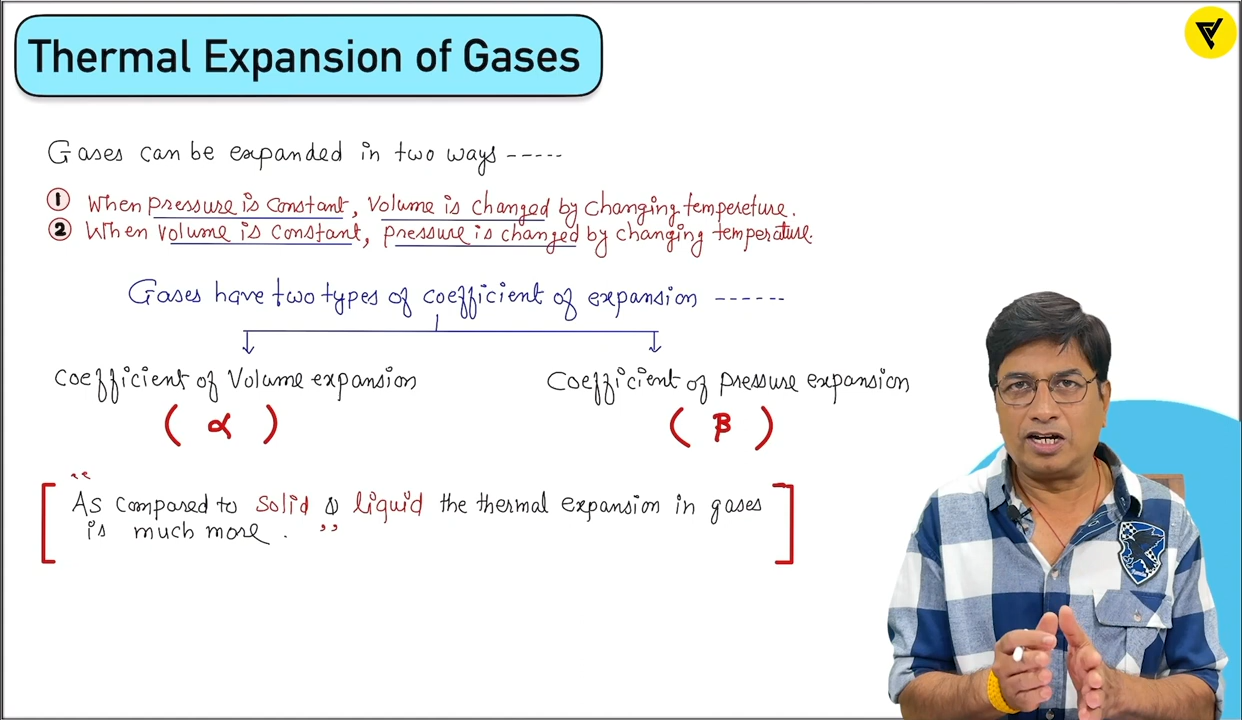 Thermal Expansion of Gases
Gases can be expanded in two ways -----
1 When pressure is constant, volume is changed by changing tempereture.
2 When volume is constant, pressure is changed by changing temperature.
Gases have two types of coefficient of expansion ------
Coefficient of Volume expansion
(α)
Coefficient of pressure expansion
(β)
"As compared to solid & liquid the thermal expansion in gases
is much more."